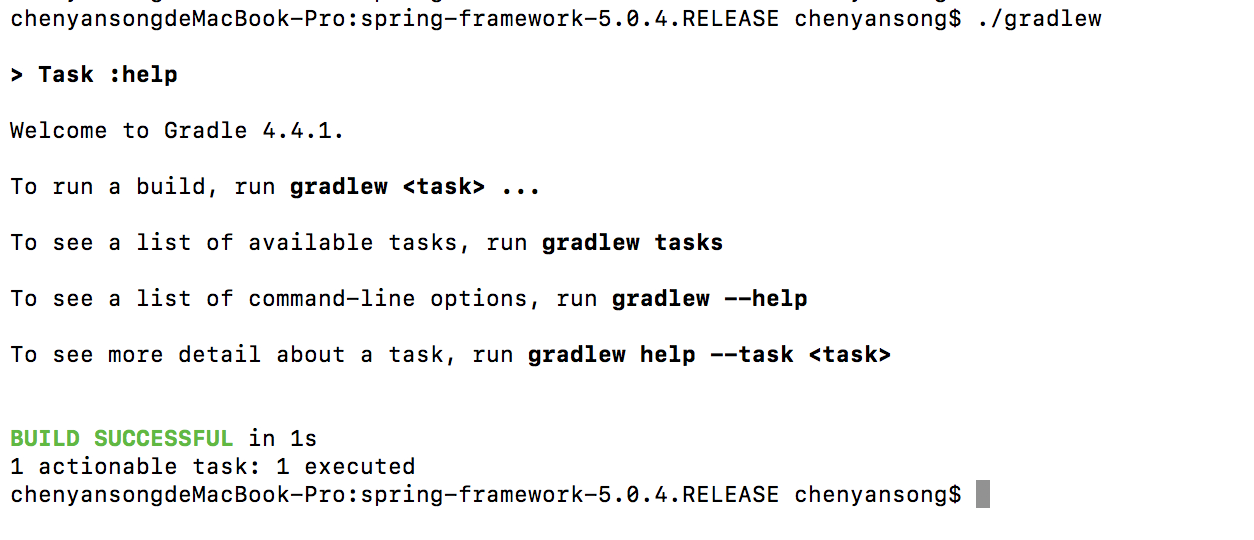 chenyansongdeMacBook-Pro:spring-framework-5.0.4.RELEASE chenyansong$ ./gradlew
> Task :help
Welcome to Gradle 4.4.1.
To run a build, run gradlew <task> ...
To see a list of available tasks, run gradlew tasks
To see a list of command-line options, run gradlew --help
To see more detail about a task, run gradlew help --task <task>
BUILD SUCCESSFUL in 1s
1 actionable task: 1 executed
chenyansongdeMacBook-Pro:spring-framework-5.0.4.RELEASE chenyansong$